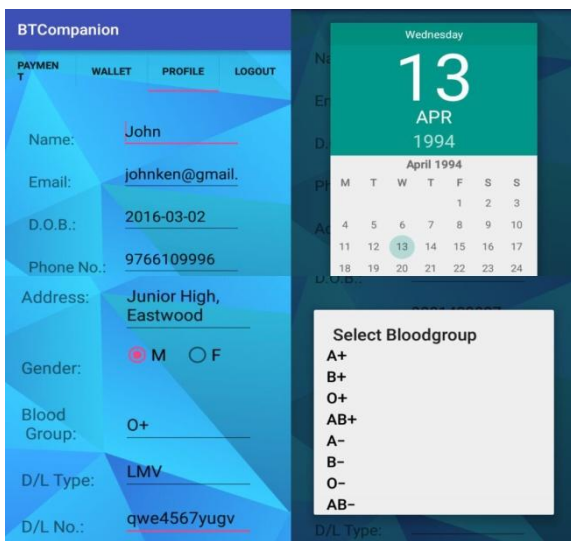 BTCompanion
PAYMEN
T
WALLET
PROFILE
LOGOUT
Name:
John
Email:
johnken@gmail.
D.O.B.:
2016-03-02
Phone No.:
9766109996
Address:
Junior High,
Eastwood
Gender:
M
F
Blood
Group:
O+
D/L Type:
LMV
D/L No.:
qwe4567yugv
Wednesday
13
APR
1994
April 1994
M T W T F S S
1 2 3
4 5 6 7 8 9 10
11 12 13 14 15 16 17
18 19 20 21 22 23 24
D.O.B.:
Select Bloodgroup
A+
B+
O+
AB+
A-
B-
O-
AB-
D/L Type: